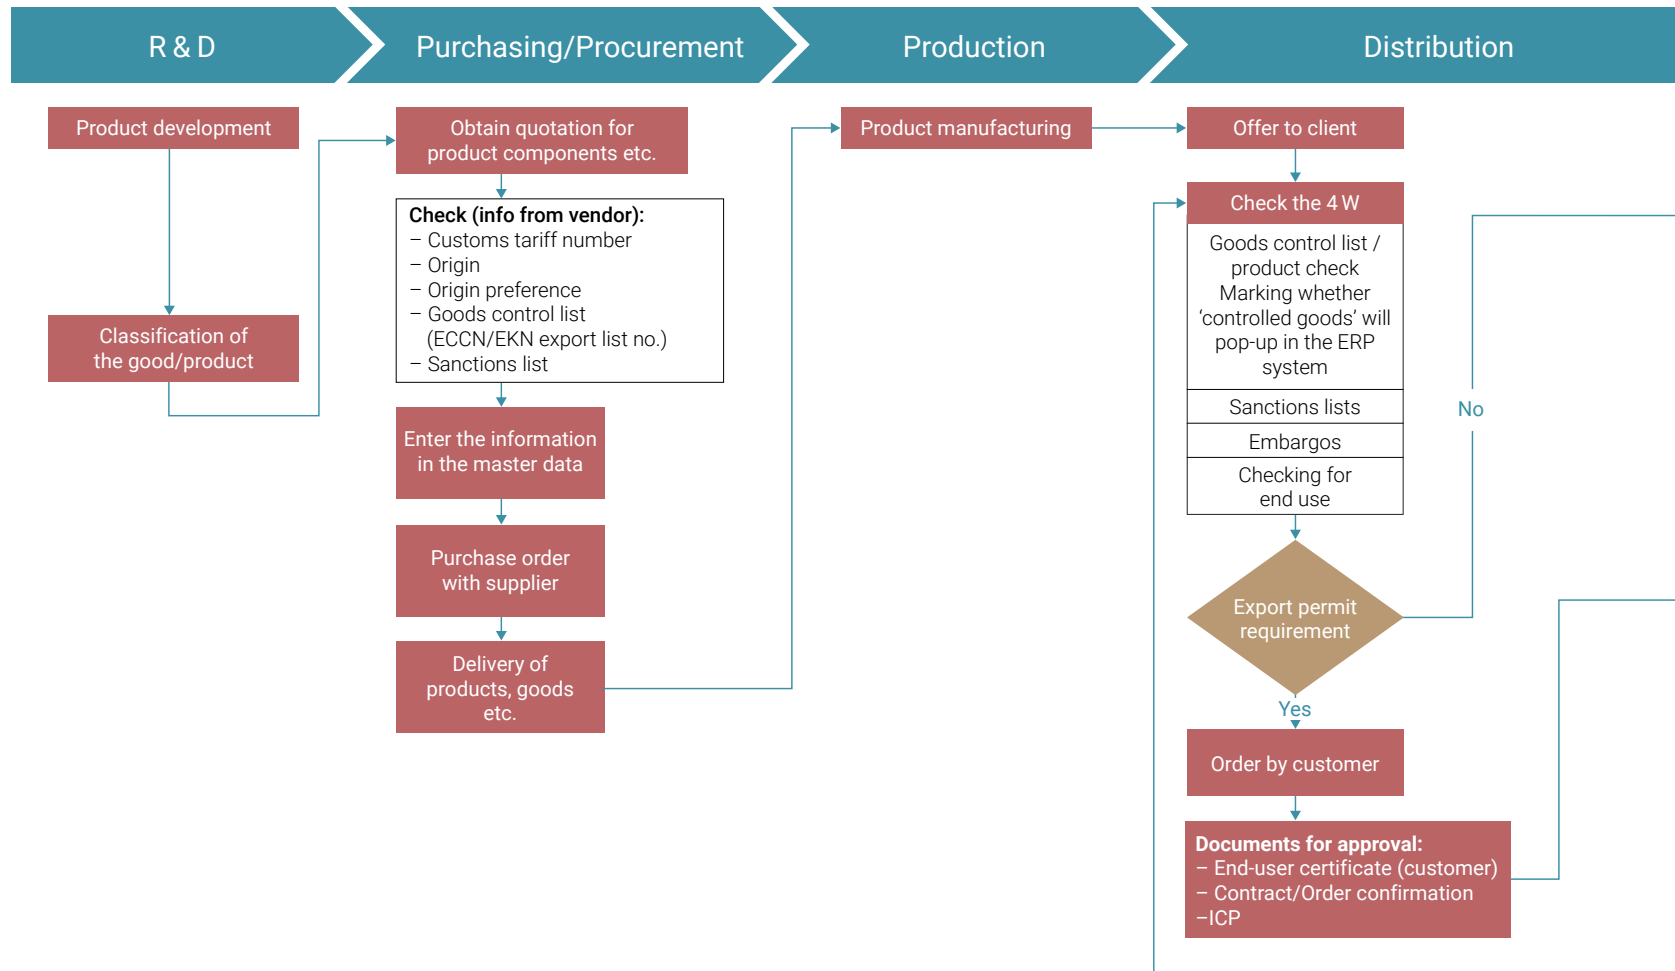 R & D
Purchasing/Procurement
Production
Distribution
Product development
Classification of
the good/product
Obtain quotation for
product components etc.
Check (info from vendor):
– Customs tariff number
– Origin
– Origin preference
– Goods control list
(ECCN/EKN export list no.)
– Sanctions list
Enter the information
in the master data
Purchase order
with supplier
Delivery of
products, goods
etc.
Product manufacturing
Offer to client
Check the 4 W
Goods control list /
product check
Marking whether
‘controlled goods’ will
pop-up in the ERP
system
Sanctions lists
Embargos
Checking for
end use
Export permit
requirement
No
Yes
Order by customer
Documents for approval:
– End-user certificate (customer)
– Contract/Order confirmation
–ICP